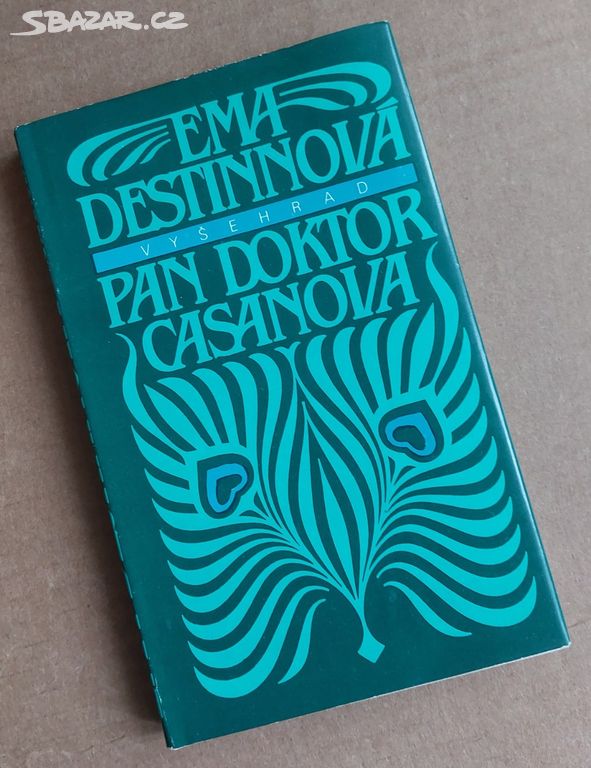 SBAZAR.CZ
EMA
DESTINNOVÁ
VYŠEHRAD
PAN DOKTOR
CASANOVA